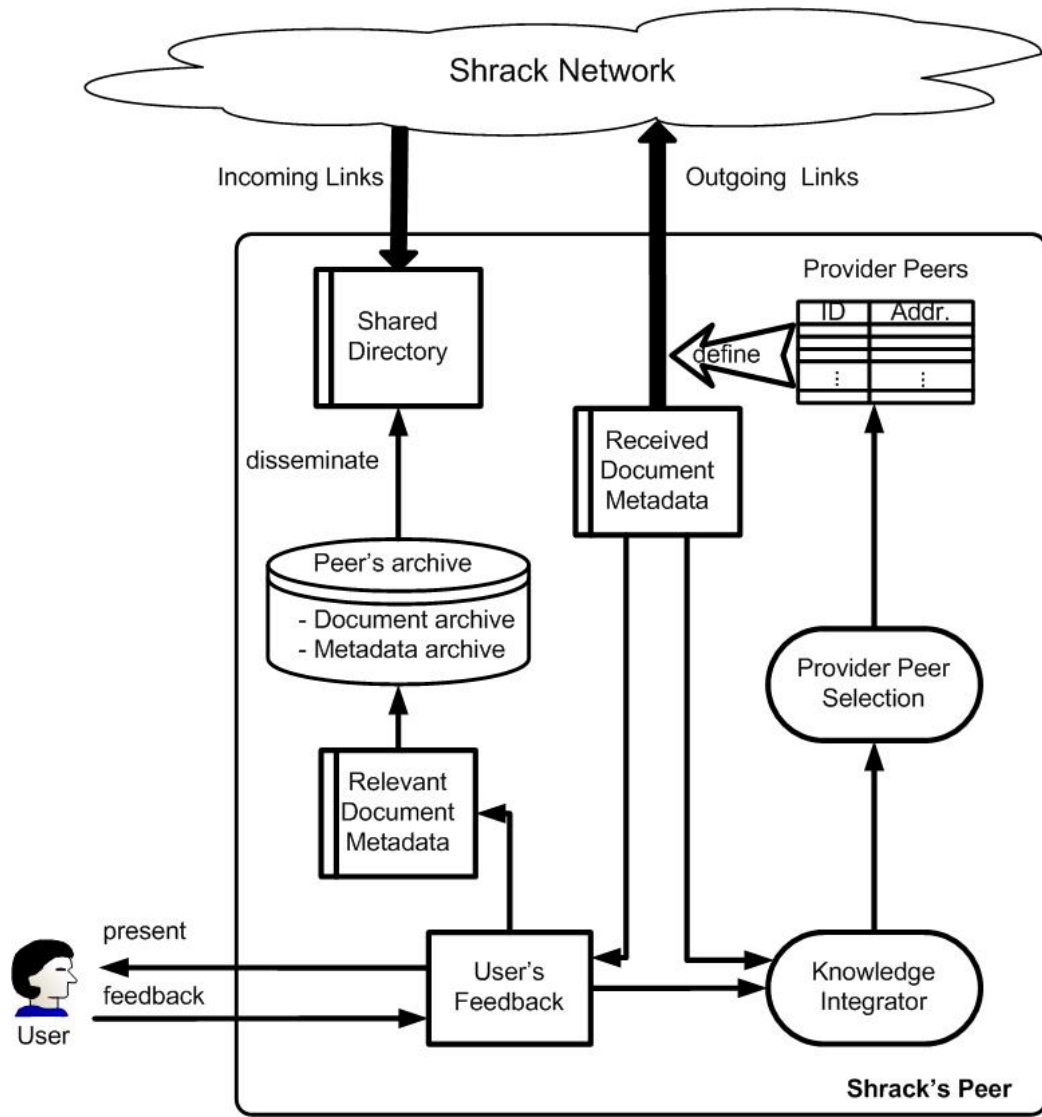 Shrack Network
Incoming Links
Outgoing Links
Provider Peers
ID Addr.
Shared
Directory
define
⋮ ⋮
Received
Document
Metadata
disseminate
Peer's archive
- Document archive
- Metadata archive
Provider Peer
Selection
Relevant
Document
Metadata
present
feedback
User
User's
Feedback
Knowledge
Integrator
Shrack's Peer